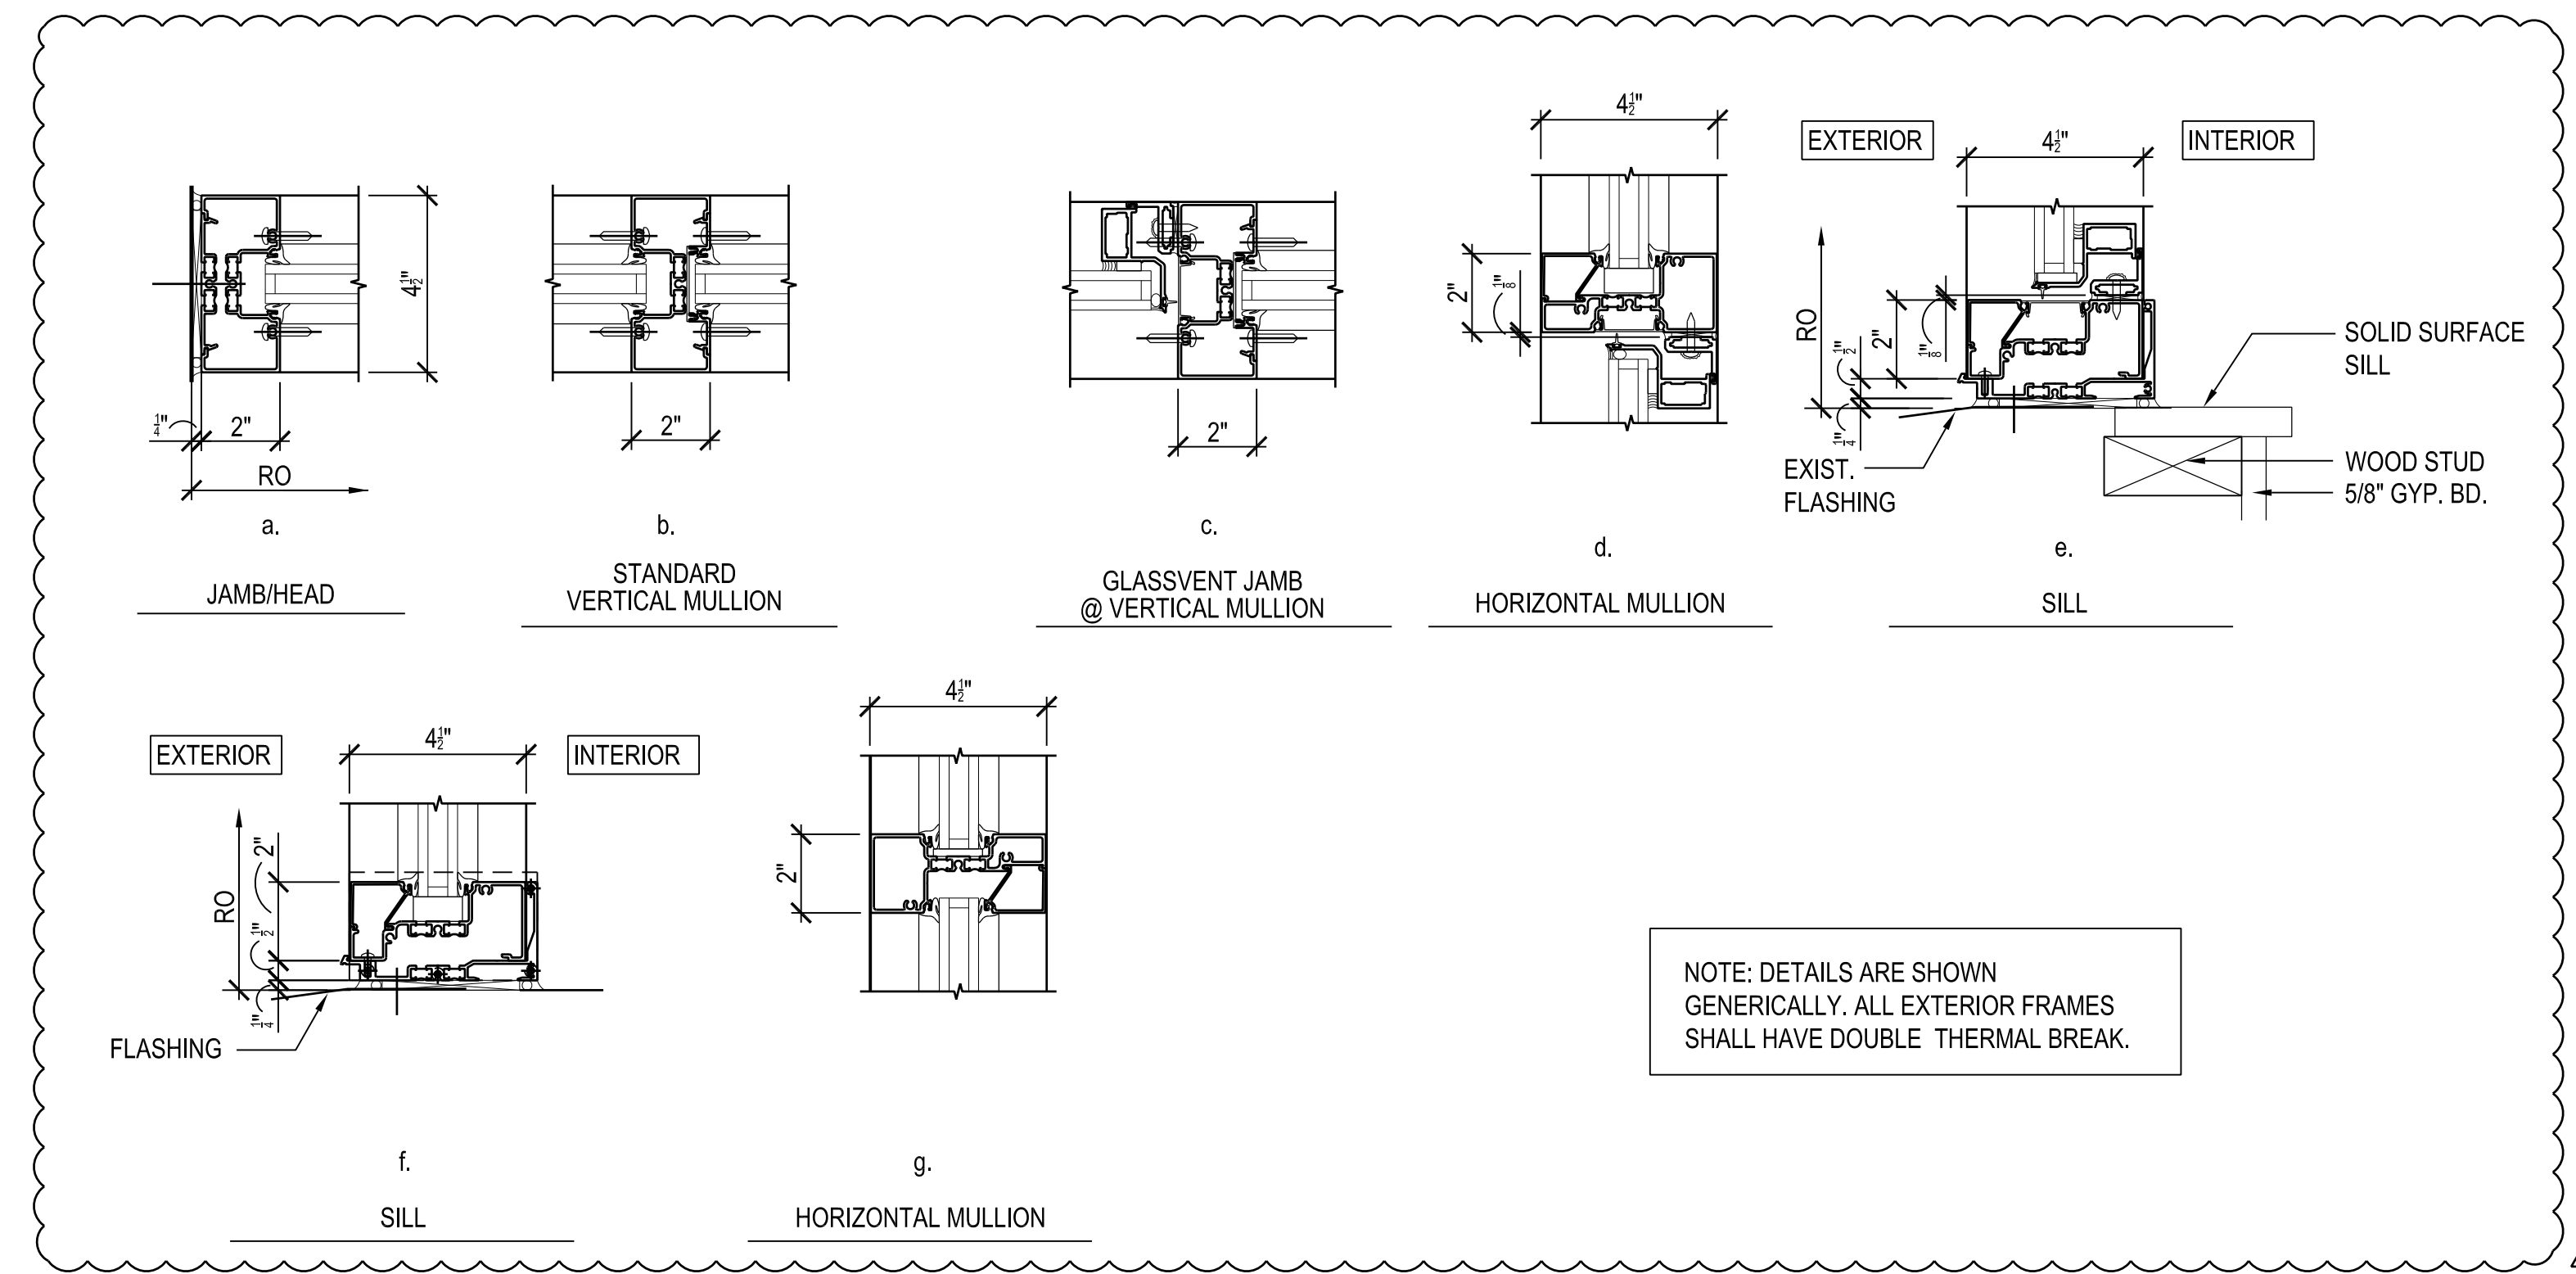 4½"
¼"
2"
RO
a.
JAMB/HEAD
2"
b.
STANDARD
VERTICAL MULLION
2"
c.
GLASSVENT JAMB
@ VERTICAL MULLION
4½"
2"
⅛"
d.
HORIZONTAL MULLION
EXTERIOR
4½"
INTERIOR
RO
½"
2"
⅛"
¼"
SOLID SURFACE
SILL
EXIST.
FLASHING
WOOD STUD
5/8" GYP. BD.
e.
SILL
EXTERIOR
4½"
INTERIOR
2"
RO
½"
¼"
FLASHING
f.
SILL
4½"
2"
g.
HORIZONTAL MULLION
NOTE: DETAILS ARE SHOWN
GENERICALLY. ALL EXTERIOR FRAMES
SHALL HAVE DOUBLE THERMAL BREAK.